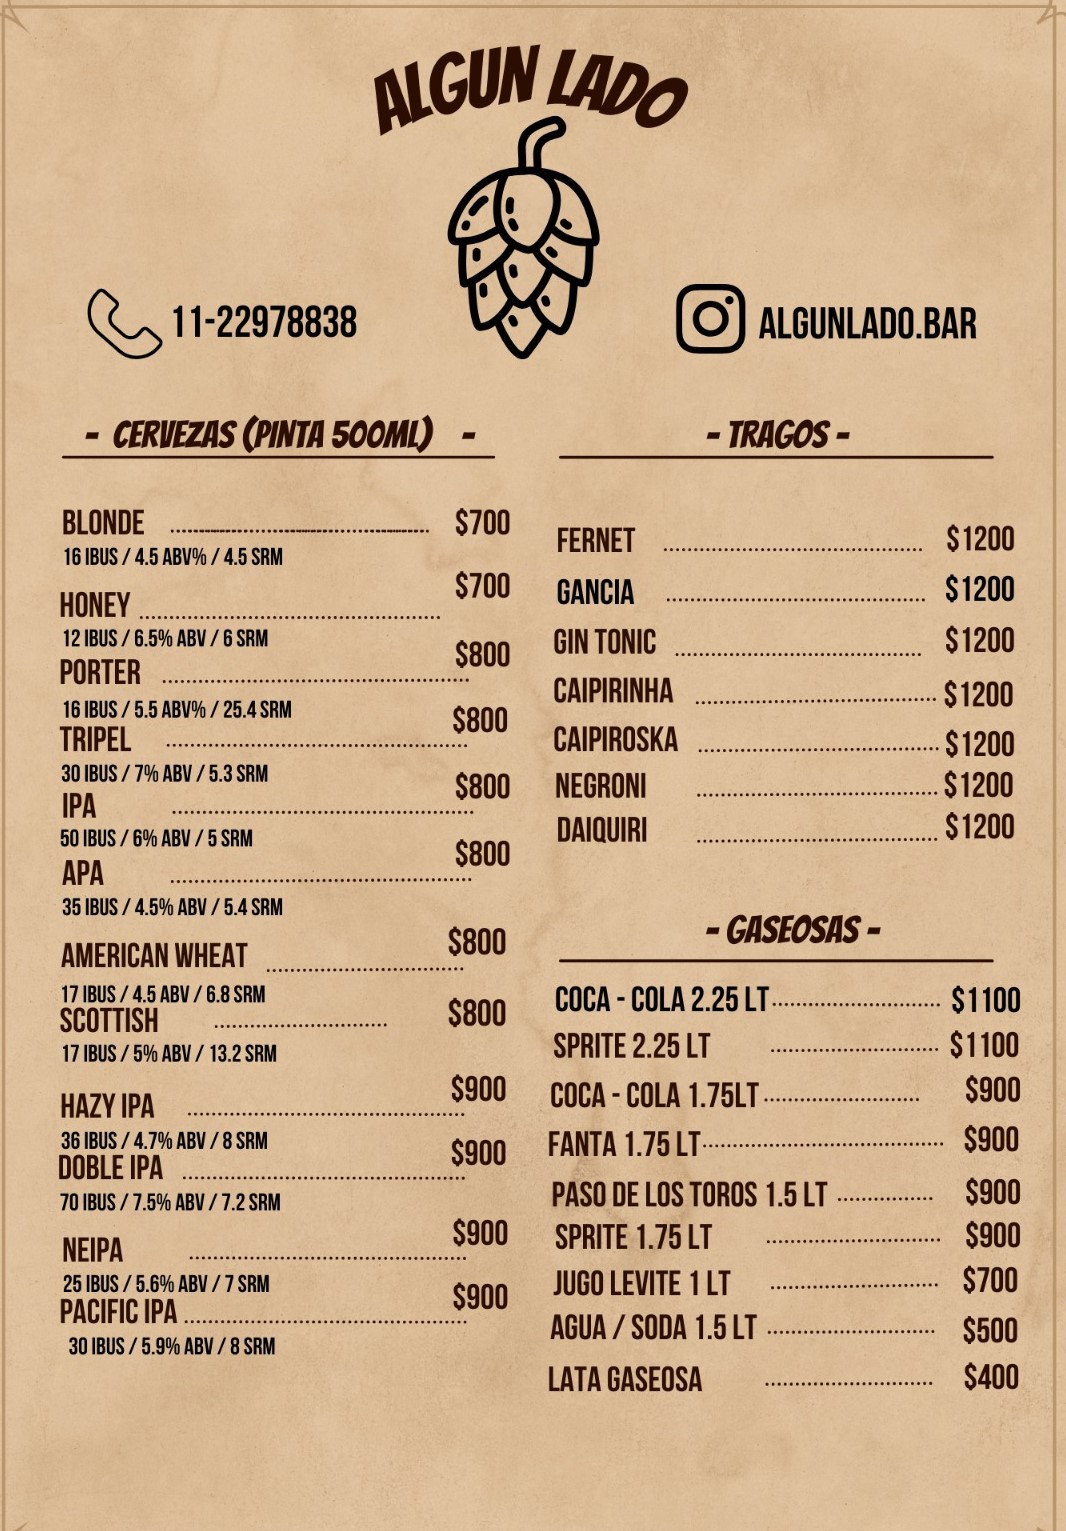 ALGUN LADO
11-22978838
ALGUNLADO.BAR
- CERVEZAS (PINTA 500ML) -
BLONDE ........ $700
16 IBUS / 4.5 ABV% / 4.5 SRM
HONEY ........ $700
12 IBUS / 6.5% ABV / 6 SRM
PORTER ........ $800
16 IBUS / 5.5 ABV% / 25.4 SRM
TRIPEL ........ $800
30 IBUS / 7% ABV / 5.3 SRM
IPA ........ $800
50 IBUS / 6% ABV / 5 SRM
APA ........ $800
35 IBUS / 4.5% ABV / 5.4 SRM
AMERICAN WHEAT ........ $800
17 IBUS / 4.5 ABV / 6.8 SRM
SCOTTISH ........ $800
17 IBUS / 5% ABV / 13.2 SRM
HAZY IPA ........ $900
36 IBUS / 4.7% ABV / 8 SRM
DOBLE IPA ........ $900
70 IBUS / 7.5% ABV / 7.2 SRM
NEIPA ........ $900
25 IBUS / 5.6% ABV / 7 SRM
PACIFIC IPA ........ $900
30 IBUS / 5.9% ABV / 8 SRM
- TRAGOS -
FERNET ........ $1200
GANCIA ........ $1200
GIN TONIC ........ $1200
CAIPIRINHA ........ $1200
CAIPIROSKA ........ $1200
NEGRONI ........ $1200
DAIQUIRI ........ $1200
- GASEOSAS -
COCA - COLA 2.25 LT ........ $1100
SPRITE 2.25 LT ........ $1100
COCA - COLA 1.75LT ........ $900
FANTA 1.75 LT ........ $900
PASO DE LOS TOROS 1.5 LT ........ $900
SPRITE 1.75 LT ........ $900
JUGO LEVITE 1 LT ........ $700
AGUA / SODA 1.5 LT ........ $500
LATA GASEOSA ........ $400